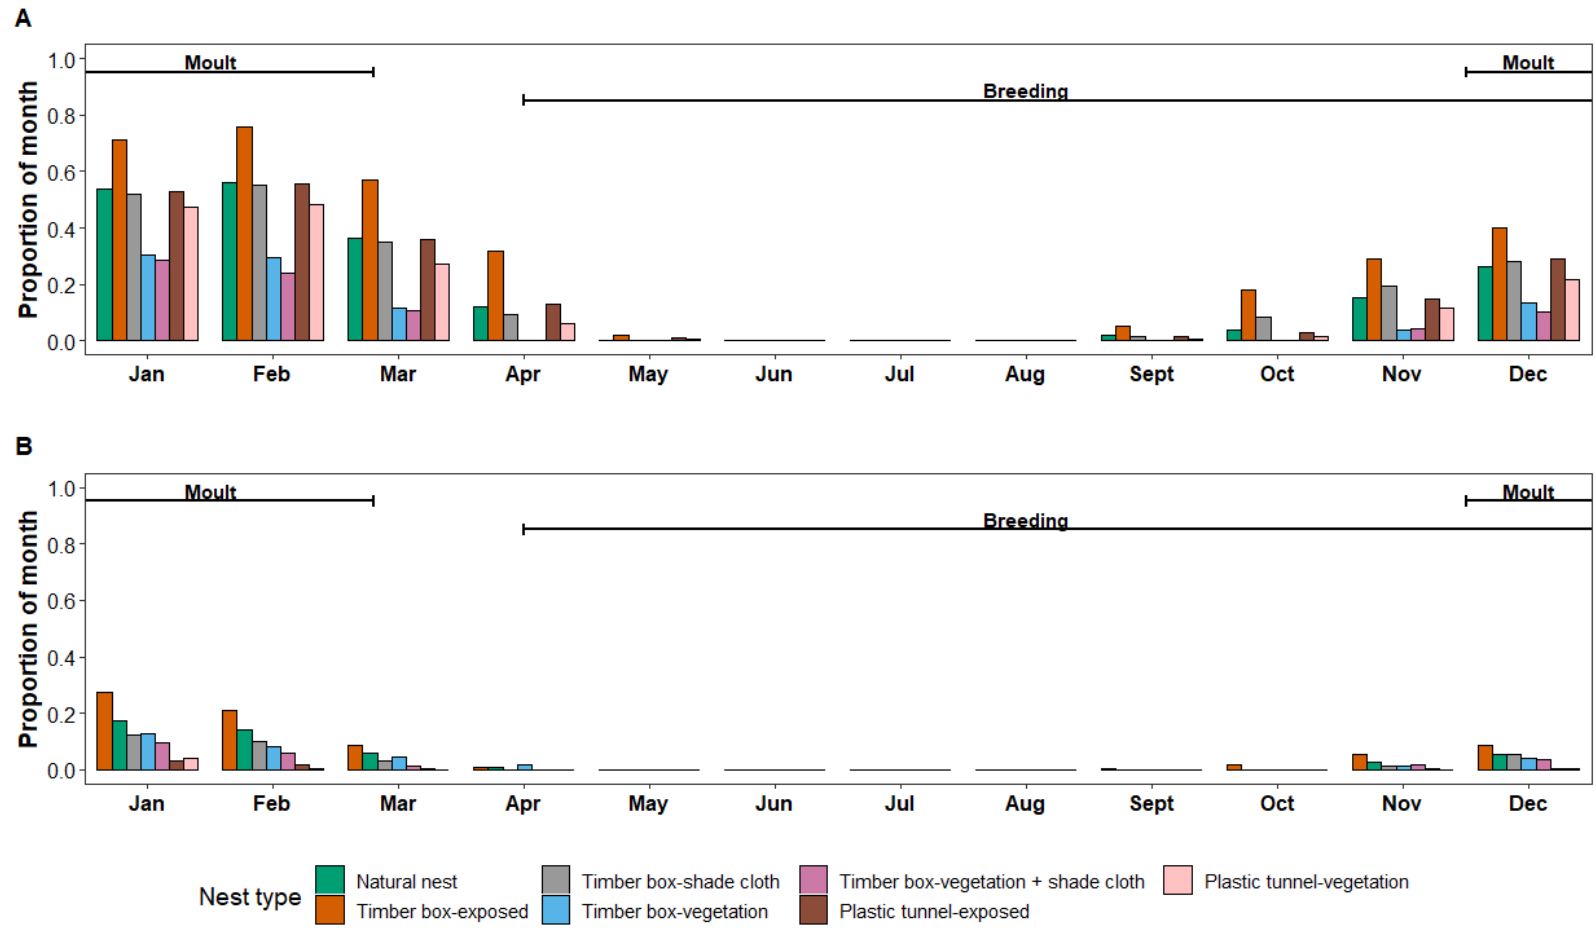 A
Proportion of month
1.0
0.8
0.6
0.4
0.2
0.0
Moult
Moult
Breeding
Jan Feb Mar Apr May Jun Jul Aug Sept Oct Nov Dec
B
Proportion of month
1.0
0.8
0.6
0.4
0.2
0.0
Moult
Moult
Breeding
Jan Feb Mar Apr May Jun Jul Aug Sept Oct Nov Dec
Nest type
Natural nest
Timber box-exposed
Timber box-shade cloth
Timber box-vegetation
Timber box-vegetation + shade cloth
Plastic tunnel-exposed
Plastic tunnel-vegetation